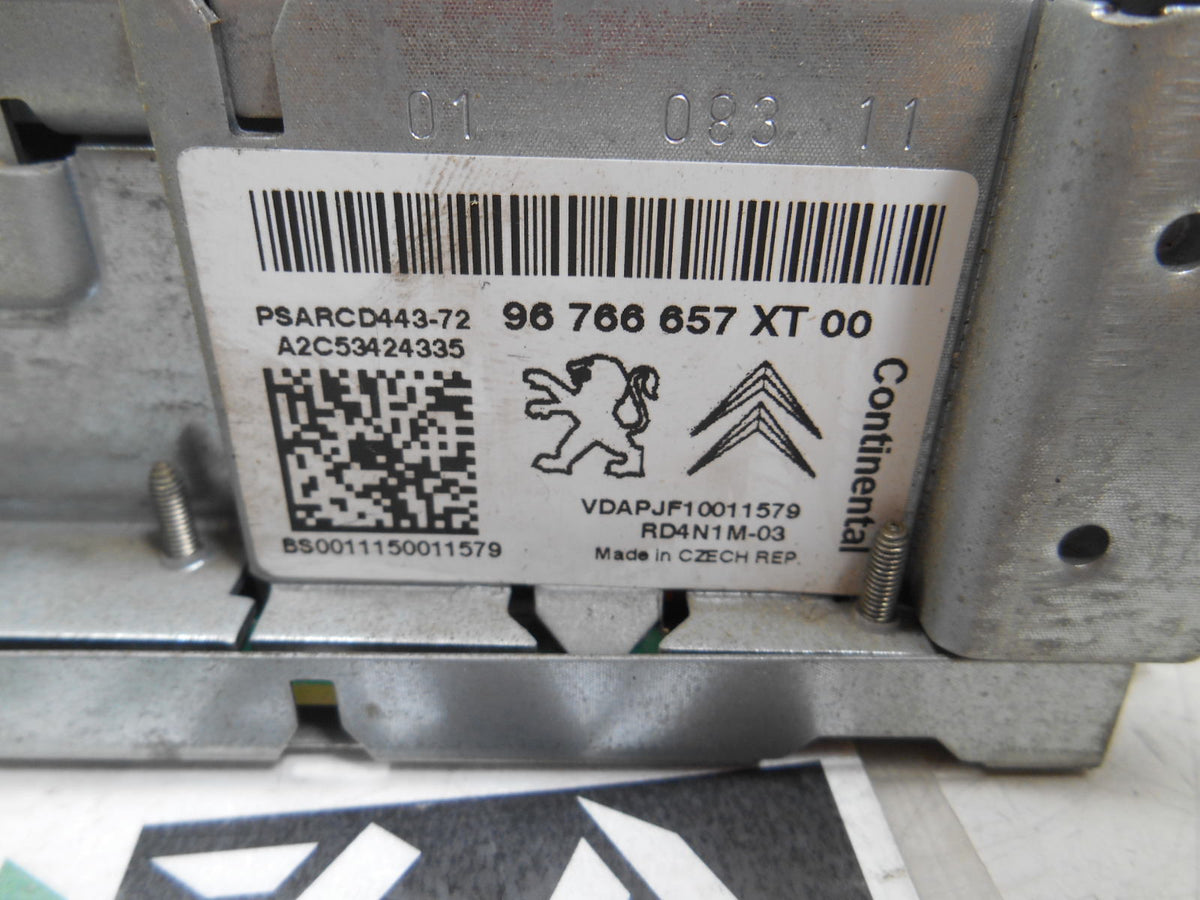 01 083 11
PSARCD443-72 96 766 657 XT 00
A2C53424335
Continental
VDAPJF10011579
RD4N1M-03
BS00111150011579
Made in CZECH REP.